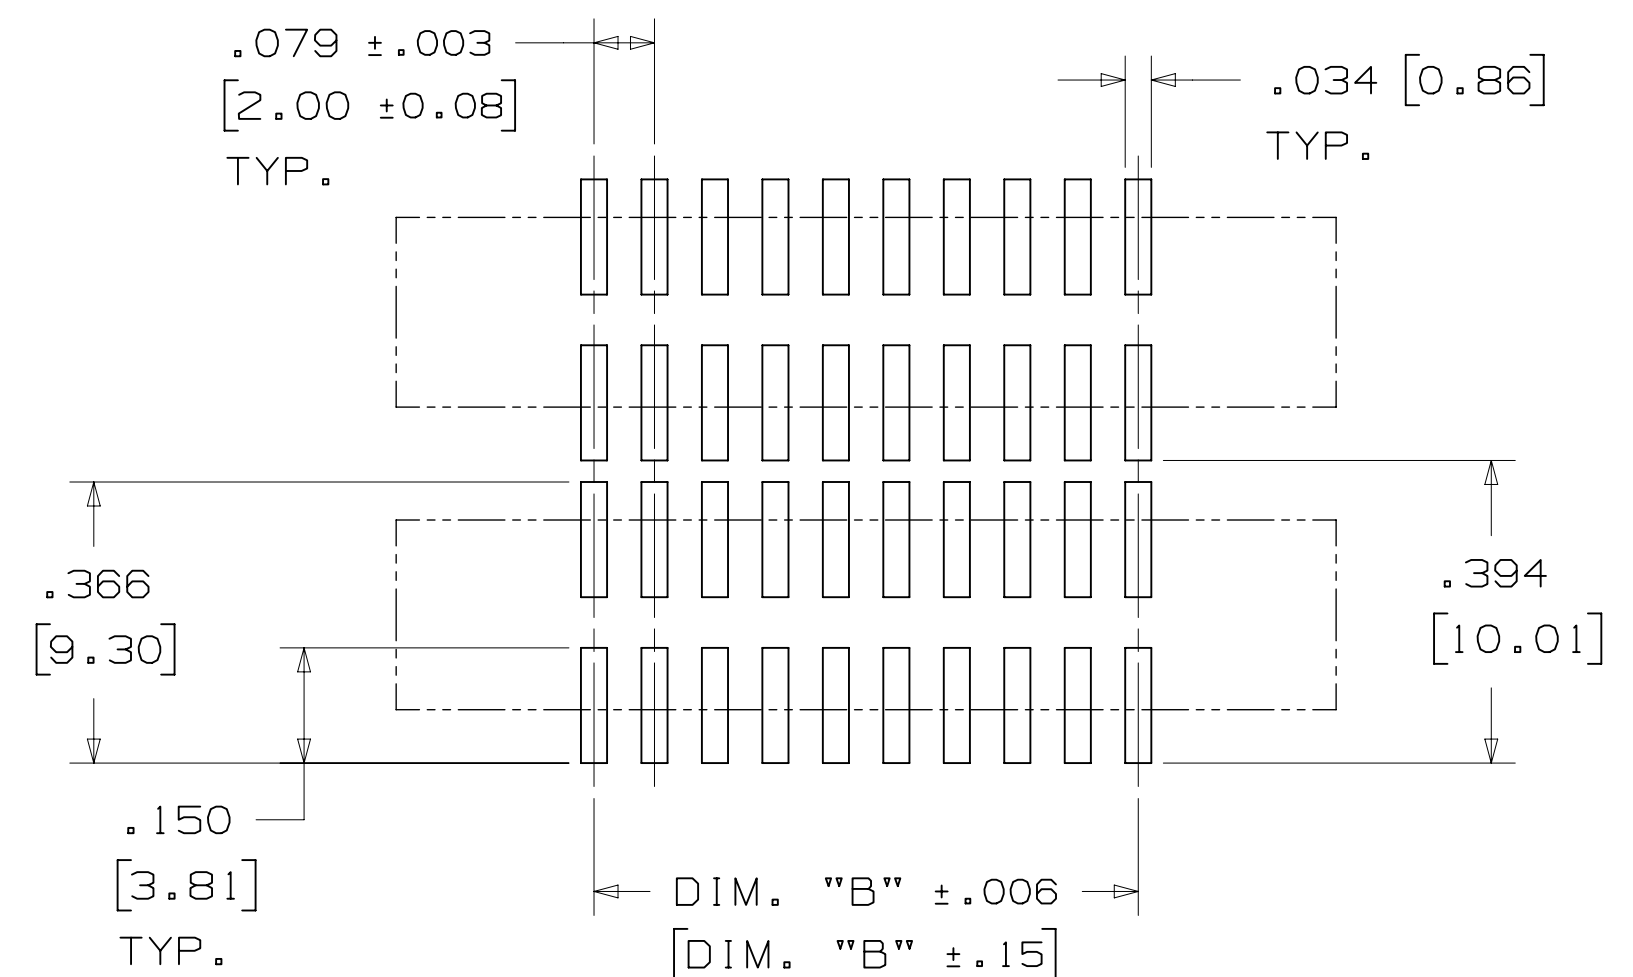 .079 ±.003
[2.00 ±0.08]
TYP.
.034 [0.86]
TYP.
.366
[9.30]
.394
[10.01]
.150
[3.81]
TYP.
DIM. "B" ±.006
[DIM. "B" ±.15]